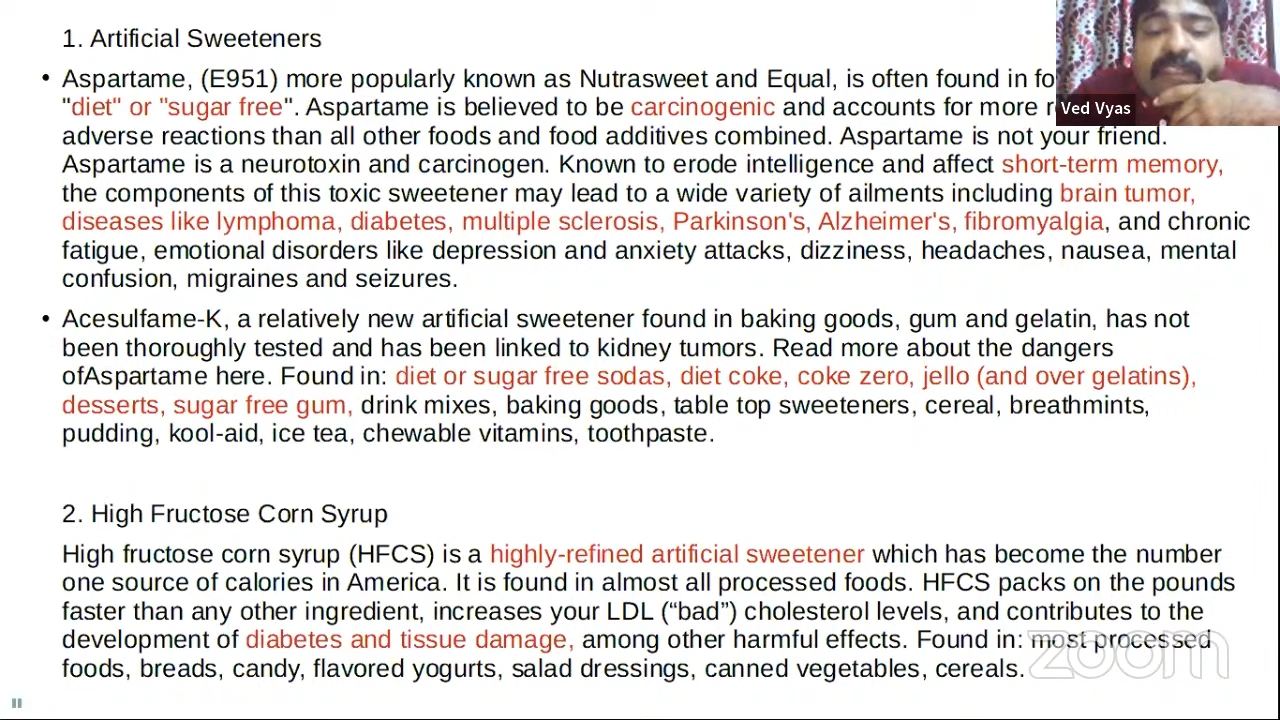 1. Artificial Sweeteners
• Aspartame, (E951) more popularly known as Nutrasweet and Equal, is often found in
"diet" or "sugar free". Aspartame is believed to be carcinogenic and accounts for more
adverse reactions than all other foods and food additives combined. Aspartame is not your friend.
Aspartame is a neurotoxin and carcinogen. Known to erode intelligence and affect short-term memory,
the components of this toxic sweetener may lead to a wide variety of ailments including brain tumor,
diseases like lymphoma, diabetes, multiple sclerosis, Parkinson's, Alzheimer's, fibromyalgia, and chronic
fatigue, emotional disorders like depression and anxiety attacks, dizziness, headaches, nausea, mental
confusion, migraines and seizures.
• Acesulfame-K, a relatively new artificial sweetener found in baking goods, gum and gelatin, has not
been thoroughly tested and has been linked to kidney tumors. Read more about the dangers
ofAspartame here. Found in: diet or sugar free sodas, diet coke, coke zero, jello (and over gelatins),
desserts, sugar free gum, drink mixes, baking goods, table top sweeteners, cereal, breathmints,
pudding, kool-aid, ice tea, chewable vitamins, toothpaste.
2. High Fructose Corn Syrup
High fructose corn syrup (HFCS) is a highly-refined artificial sweetener which has become the number
one source of calories in America. It is found in almost all processed foods. HFCS packs on the pounds
faster than any other ingredient, increases your LDL (“bad”) cholesterol levels, and contributes to the
development of diabetes and tissue damage, among other harmful effects. Found in: most processed
foods, breads, candy, flavored yogurts, salad dressings, canned vegetables, cereals.
Ved Vyas
zoom